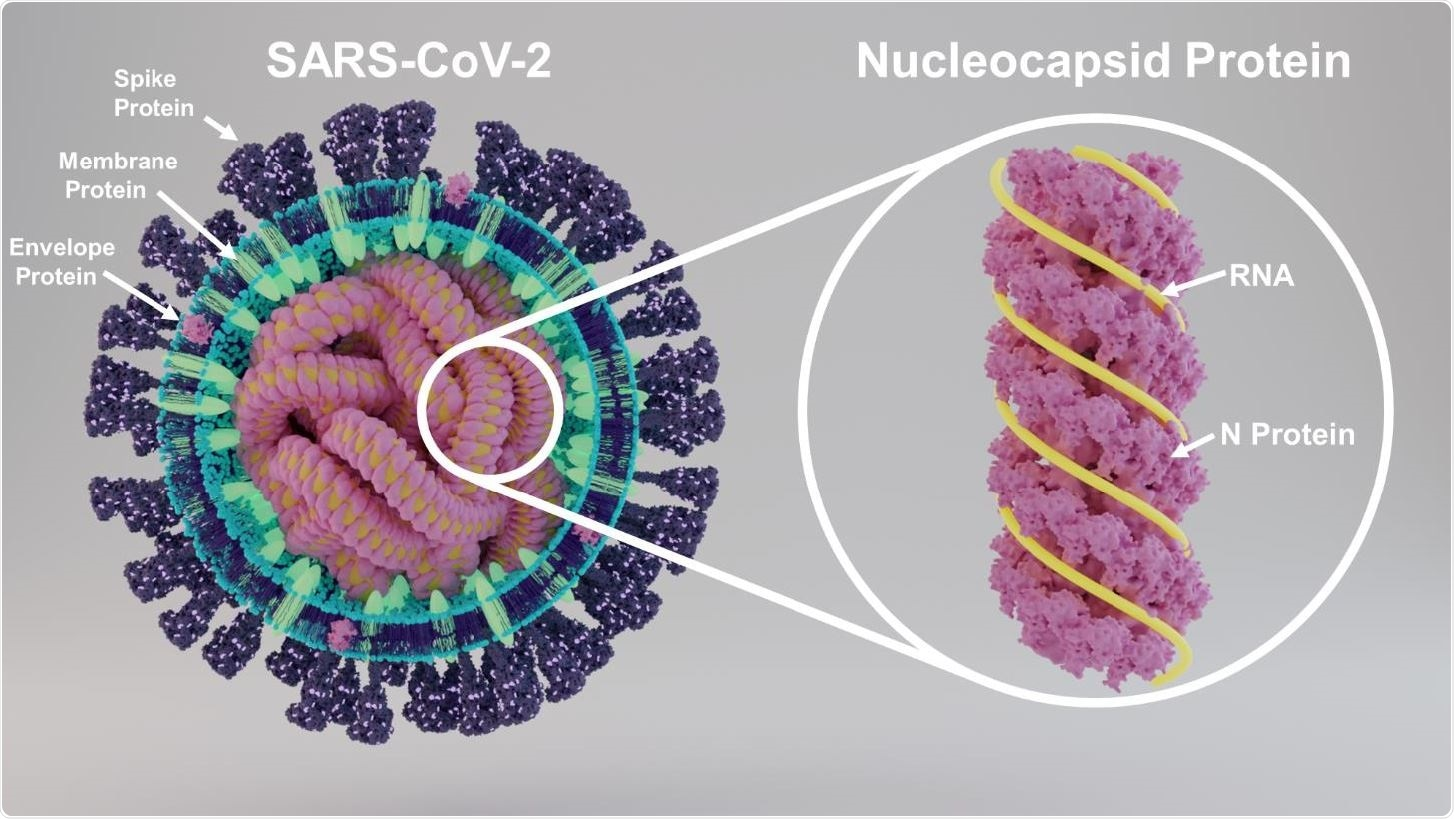 SARS-CoV-2
Nucleocapsid Protein
Spike
Protein
Membrane
Protein
Envelope
Protein
RNA
N Protein